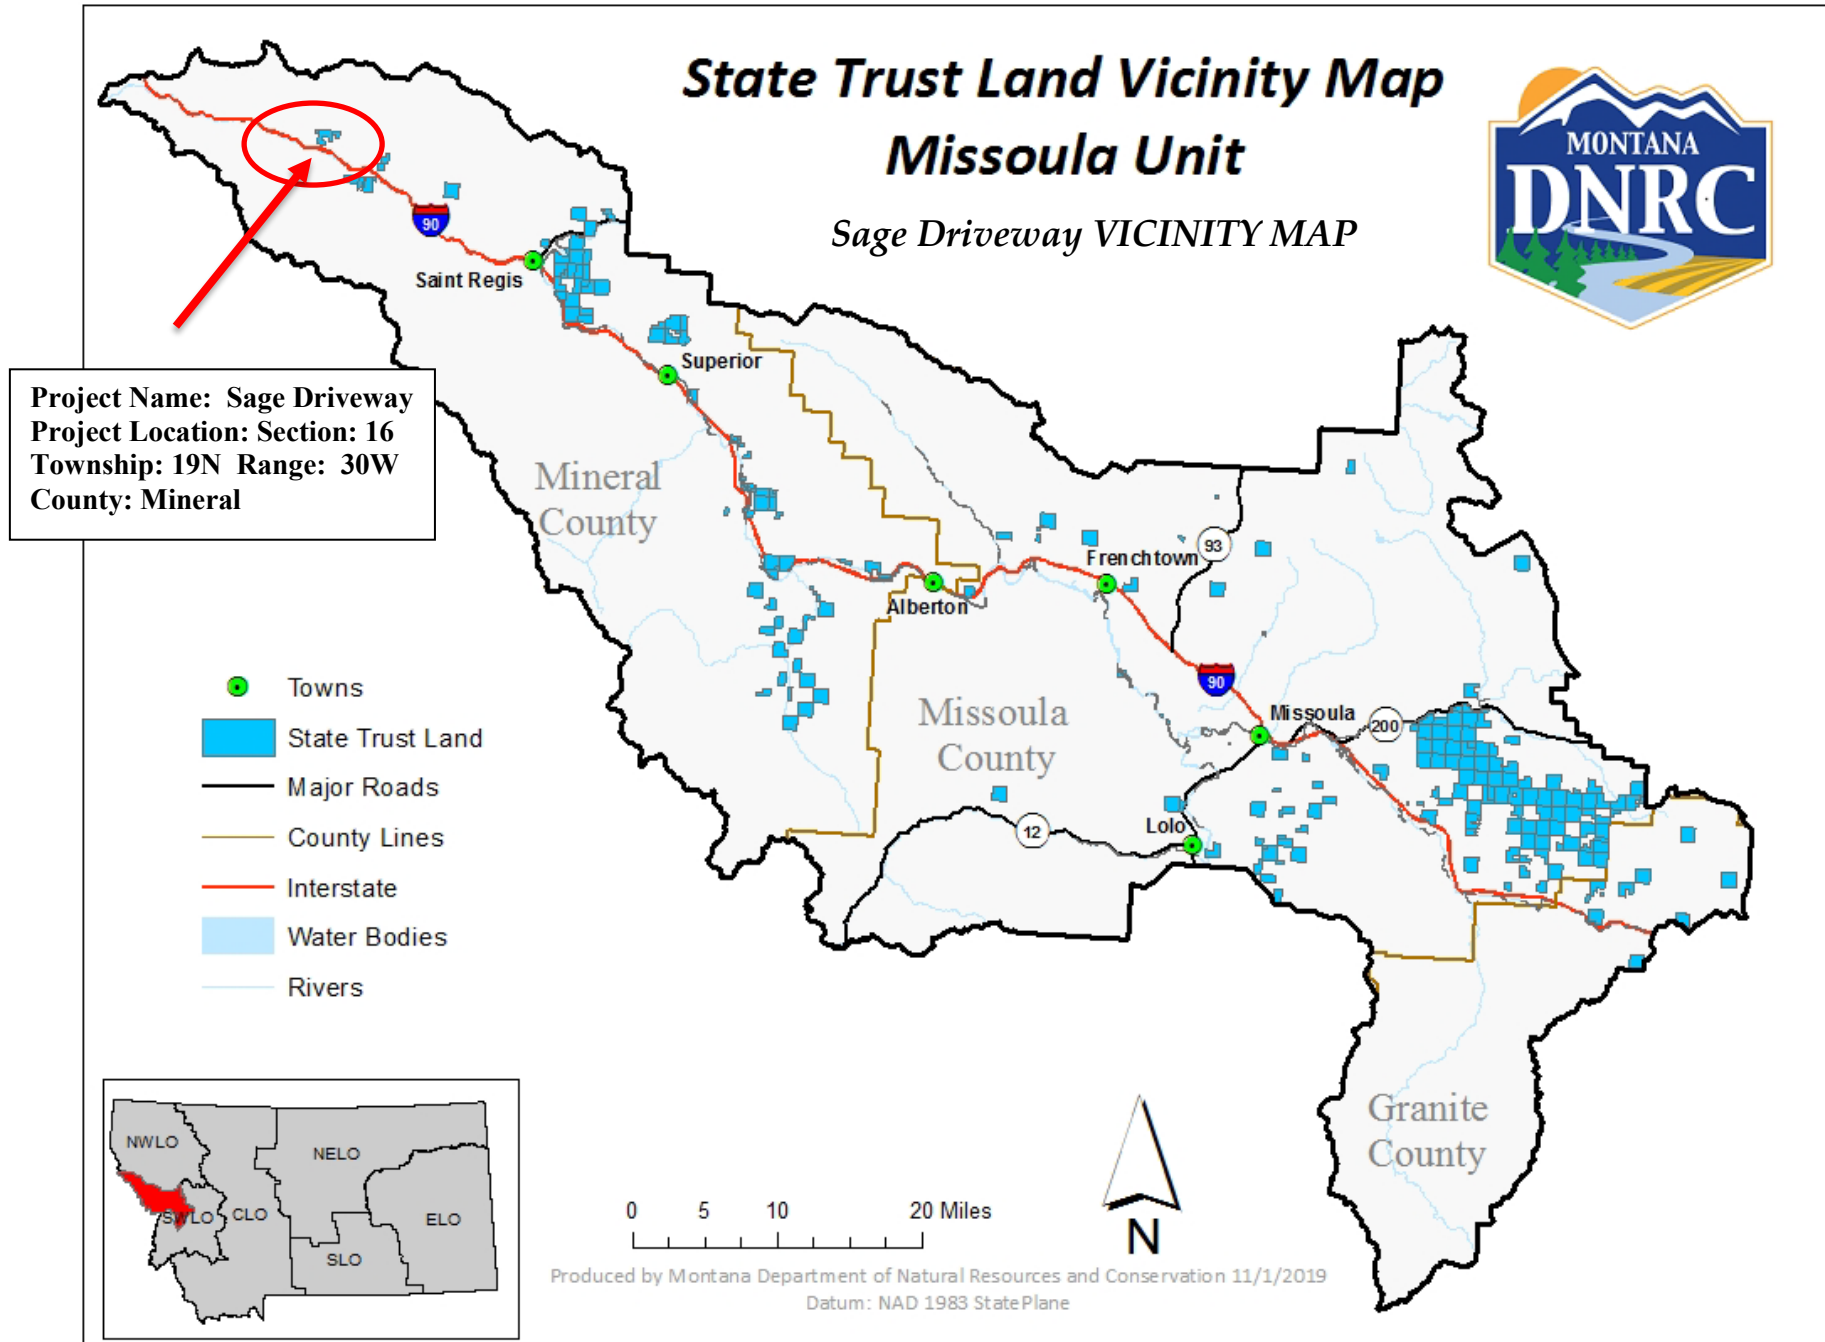 State Trust Land Vicinity Map
Missoula Unit
Sage Driveway VICINITY MAP
MONTANA
DNRC
90
Saint Regis
Superior
Project Name: Sage Driveway
Project Location: Section: 16
Township: 19N Range: 30W
County: Mineral
Mineral
County
93
Frenchtown
Alberton
90
Missoula
County
Missoula
200
12
Lolo
Towns
State Trust Land
Major Roads
County Lines
Interstate
Water Bodies
Rivers
Granite
County
NWLO
SWLO
CLO
NELO
ELO
SLO
0 5 10 20 Miles
N
Produced by Montana Department of Natural Resources and Conservation 11/1/2019
Datum: NAD 1983 StatePlane